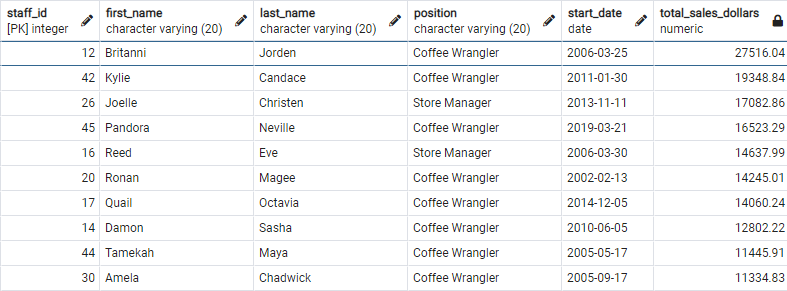 staff_id first_name last_name position start_date total_sales_dollars
[PK] integer character varying (20) character varying (20) character varying (20) date numeric
12 Britanni Jorden Coffee Wrangler 2006-03-25 27516.04
42 Kylie Candace Coffee Wrangler 2011-01-30 19348.84
26 Joelle Christen Store Manager 2013-11-11 17082.86
45 Pandora Neville Coffee Wrangler 2019-03-21 16523.29
16 Reed Eve Store Manager 2006-03-30 14637.99
20 Ronan Magee Coffee Wrangler 2002-02-13 14245.01
17 Quail Octavia Coffee Wrangler 2014-12-05 14060.24
14 Damon Sasha Coffee Wrangler 2010-06-05 12802.22
44 Tamekah Maya Coffee Wrangler 2005-05-17 11445.91
30 Amela Chadwick Coffee Wrangler 2005-09-17 11334.83